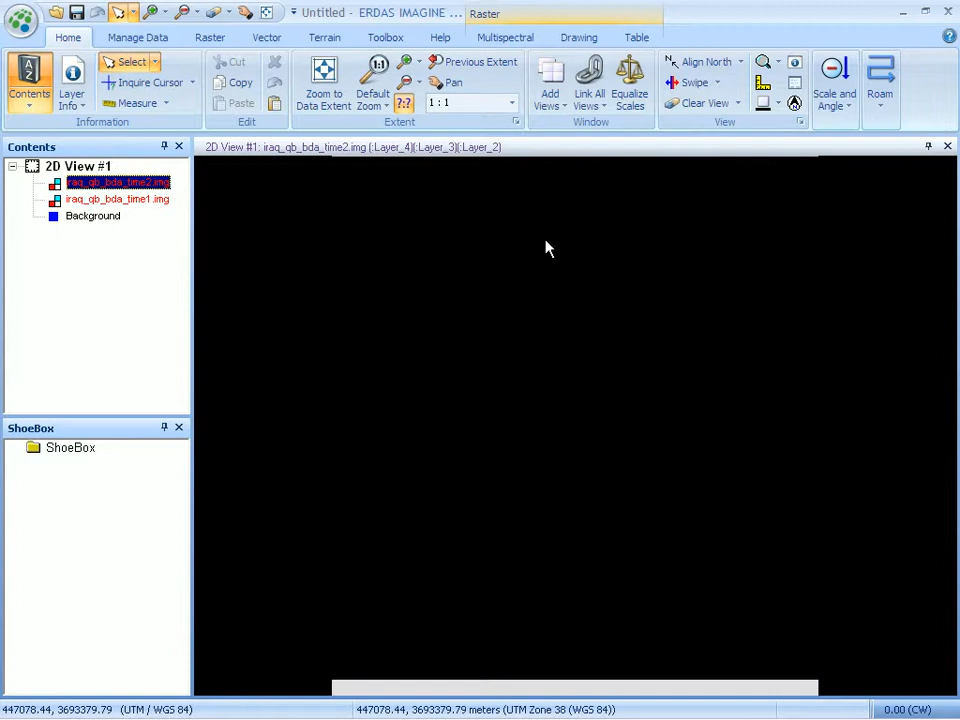 Untitled - ERDAS IMAGINE ...
Raster
Home
Manage Data
Raster
Vector
Terrain
Toolbox
Help
Multispectral
Drawing
Table
Contents
Layer Info
Select
Inquire Cursor
Measure
Information
Cut
Copy
Paste
Edit
Zoom to Data Extent
Default Zoom
1:1
?:?
Previous Extent
Pan
1 : 1
Extent
Add Views
Link All Views
Equalize Scales
Window
Align North
Swipe
Clear View
View
Scale and Angle
Roam
Contents
2D View #1: iraq_qb_bda_time2.img (:Layer_4)(:Layer_3)(:Layer_2)
2D View #1
iraq_qb_bda_time2.img
iraq_qb_bda_time1.img
Background
ShoeBox
ShoeBox
447078.44, 3693379.79 (UTM / WGS 84)
447078.44, 3693379.79 meters (UTM Zone 38 (WGS 84))
0.00 (CW)